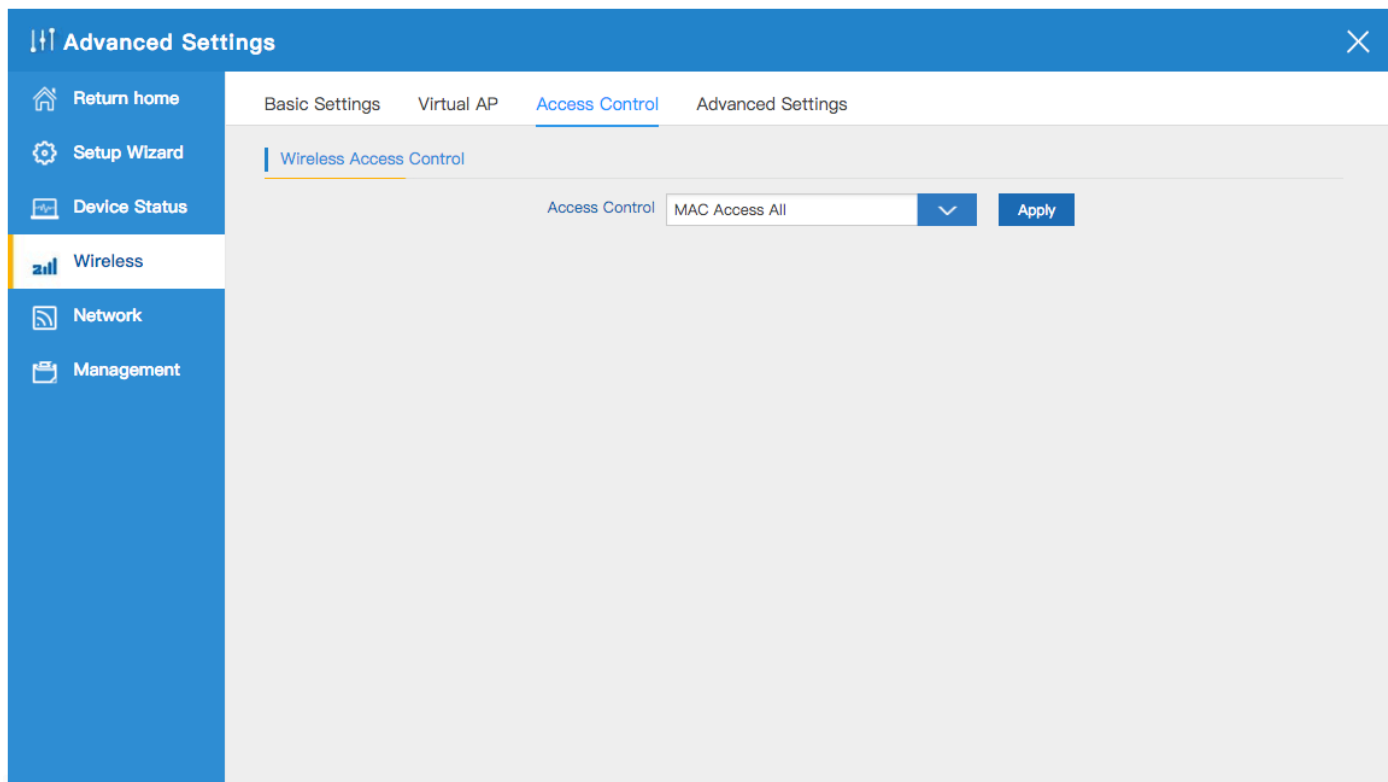 Advanced Settings
Return home
Setup Wizard
Device Status
Wireless
Network
Management
Basic Settings Virtual AP Access Control Advanced Settings
Wireless Access Control
Access Control MAC Access All Apply